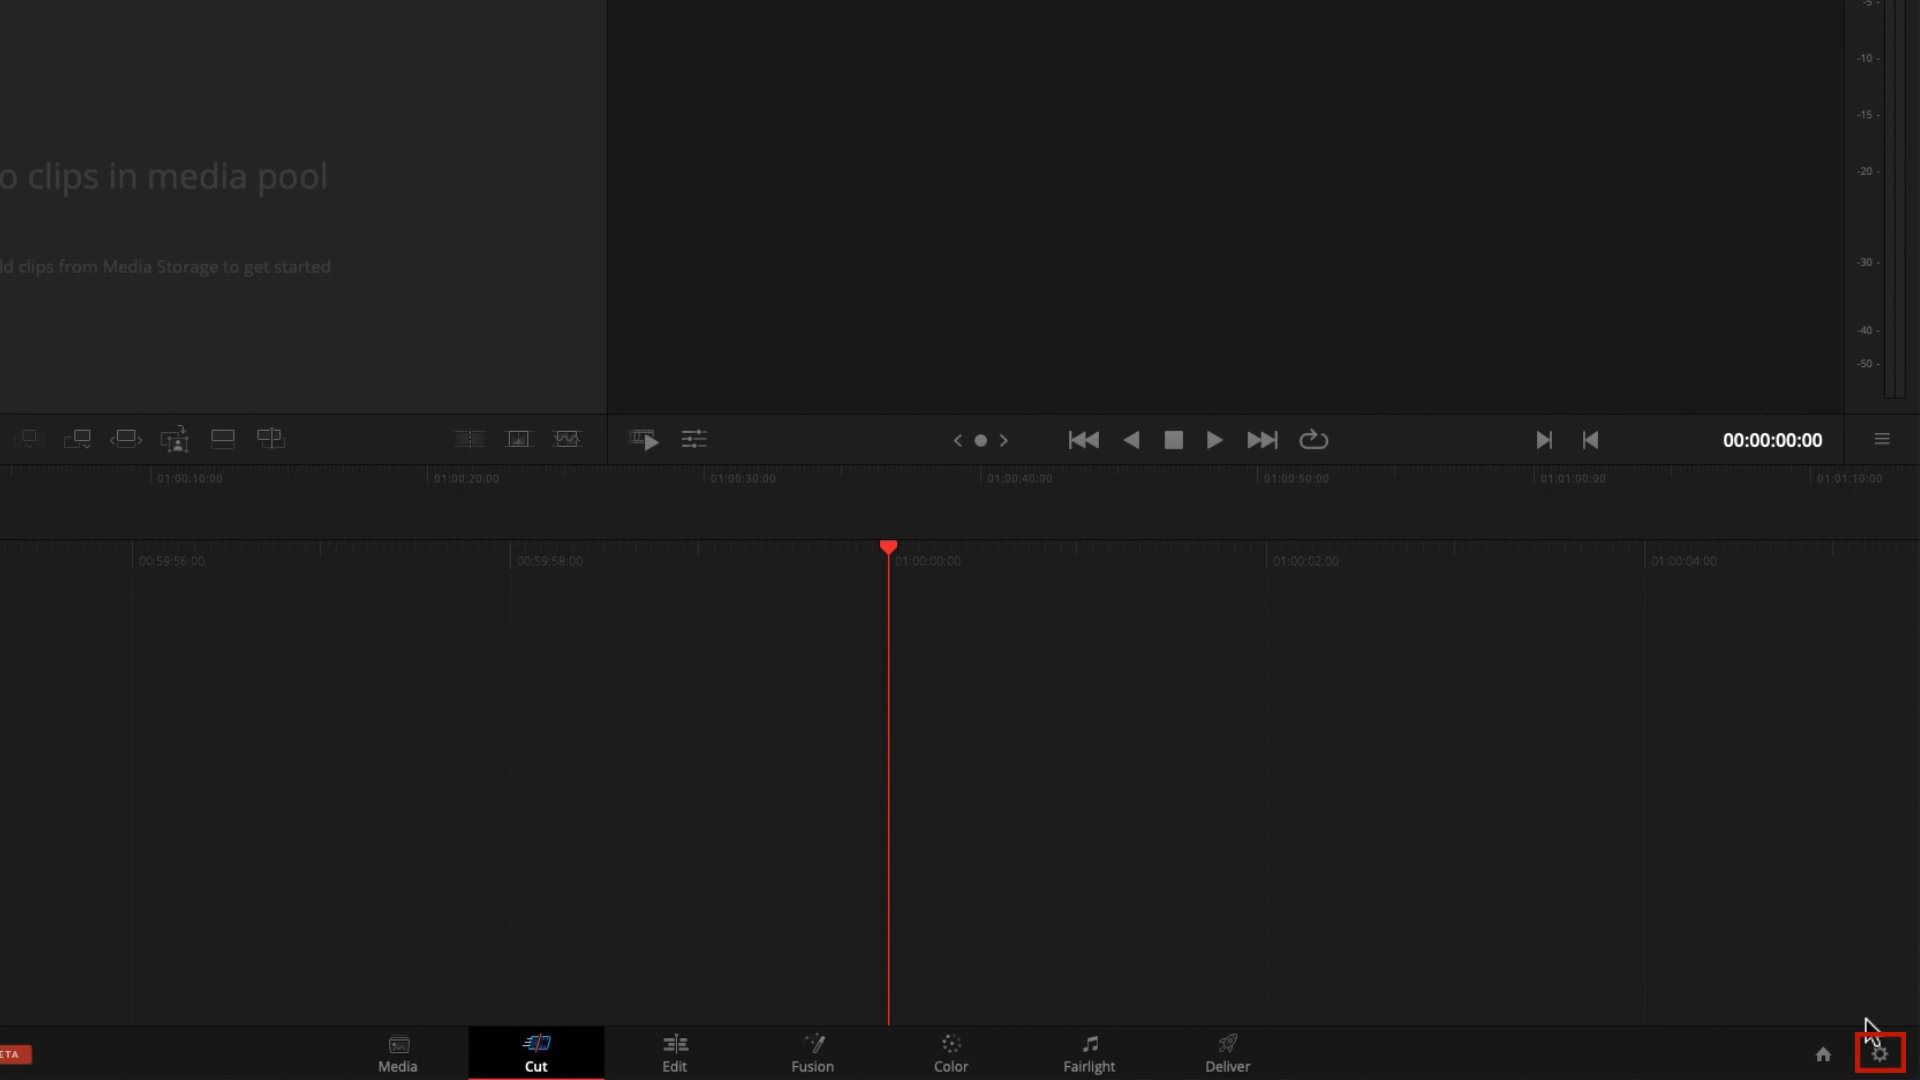 -5
-10
-15
-20
-30
-40
-50
o clips in media pool
ld clips from Media Storage to get started
00:00:00:00
01:00:10:00
01:00:20:00
01:00:30:00
01:00:40:00
01:00:50:00
01:01:00:00
01:01:10:00
00:59:56:00
00:59:58:00
01:00:00:00
01:00:02:00
01:00:04:00
ETA
Media
Cut
Edit
Fusion
Color
Fairlight
Deliver